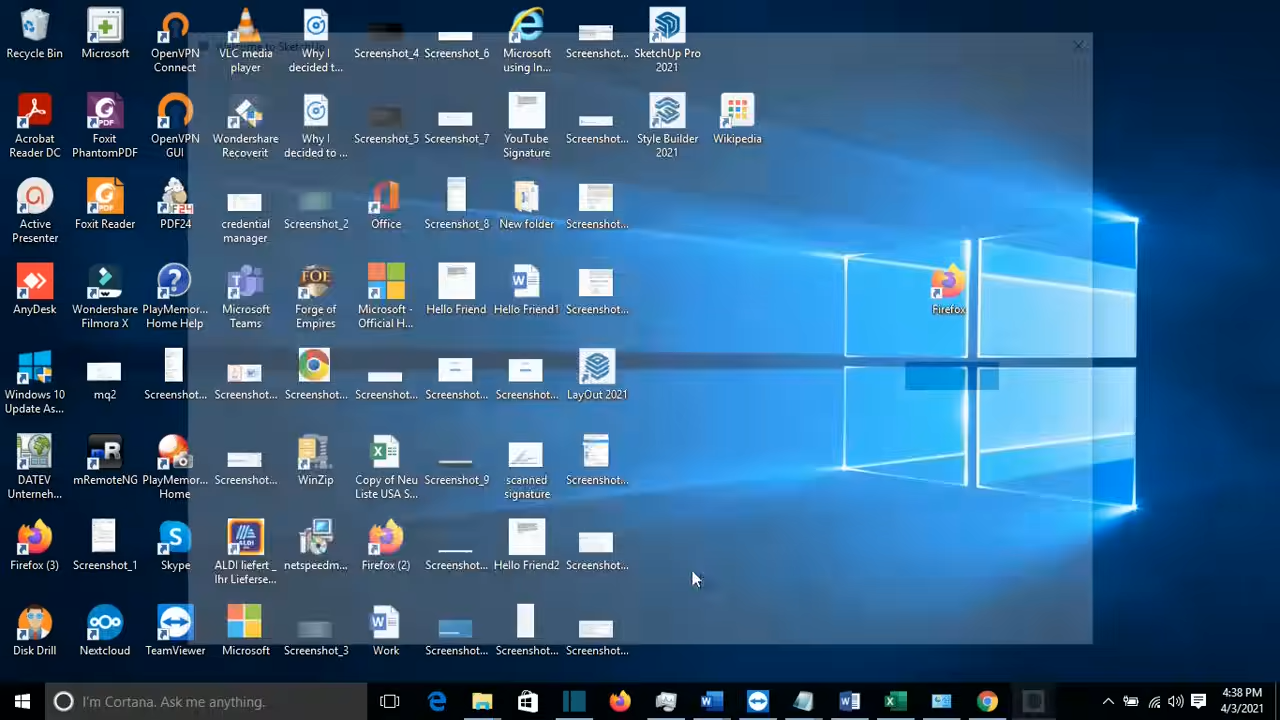 Welcome to SketchUp
Recycle Bin
Microsoft
OpenVPN
Connect
VLC media
player
Why I
decided t...
Screenshot_4
Screenshot_6
Microsoft
using In...
Screenshot...
SketchUp Pro
2021
Acrobat
Reader DC
Foxit
PhantomPDF
OpenVPN
GUI
Wondershare
Recoverit
Why I
decided to ...
Screenshot_5
Screenshot_7
YouTube
Signature
Screenshot...
Style Builder
2021
Wikipedia
Active
Presenter
Foxit Reader
PDF24
credential
manager
Screenshot_2
Office
Screenshot_8
New folder
Screenshot...
AnyDesk
Wondershare
Filmora X
PlayMemor...
Home Help
Microsoft
Teams
FOE
Forge of
Empires
Microsoft -
Official H...
Hello Friend
Hello Friend1
Screenshot...
Firefox
Windows 10
Update As...
mq2
Screenshot...
Screenshot...
Screenshot...
Screenshot...
Screenshot...
Screenshot...
LayOut 2021
DATEV
Unterneh...
mRemoteNG
PlayMemor...
Home
Screenshot...
WinZip
Copy of Neu
Liste USA S...
Screenshot_9
scanned
signature
Screenshot...
Firefox (3)
Screenshot_1
Skype
ALDI
ALDI liefert _
Ihr Lieferse...
netspeedm...
Firefox (2)
Screenshot...
Hello Friend2
Screenshot...
Disk Drill
Nextcloud
TeamViewer
Microsoft
Screenshot_3
Work
Screenshot...
Screenshot...
Screenshot...
I'm Cortana. Ask me anything.
4:38 PM
4/3/2021